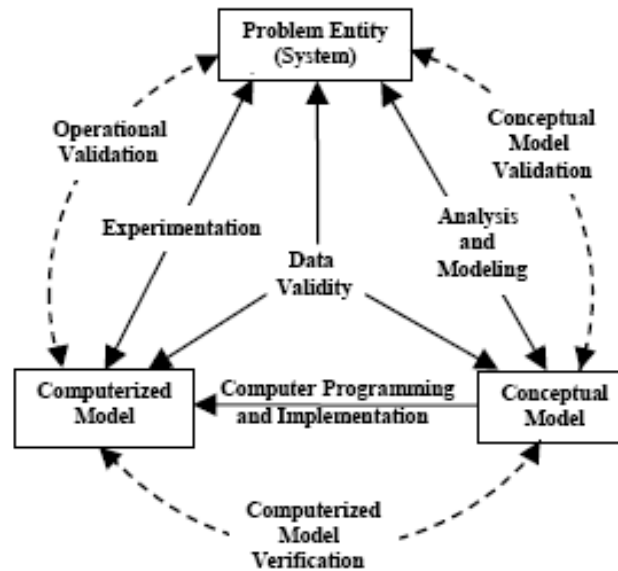 Problem Entity
(System)
Operational
Validation
Conceptual
Model
Validation
Experimentation
Analysis
and
Modeling
Data
Validity
Computerized
Model
Computer Programming
and Implementation
Conceptual
Model
Computerized
Model
Verification